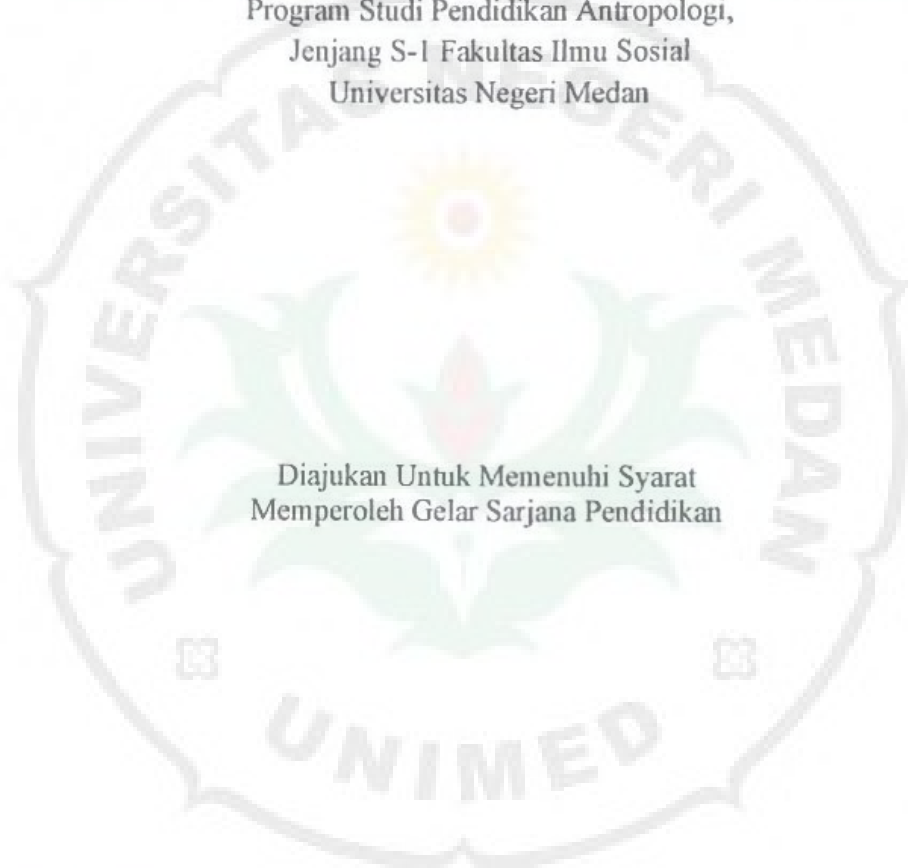 Program Studi Pendidikan Antropologi,
Jenjang S-1 Fakultas Ilmu Sosial
Universitas Negeri Medan
UNIVERSITAS NEGERI MEDAN
Diajukan Untuk Memenuhi Syarat
Memperoleh Gelar Sarjana Pendidikan
UNIMED